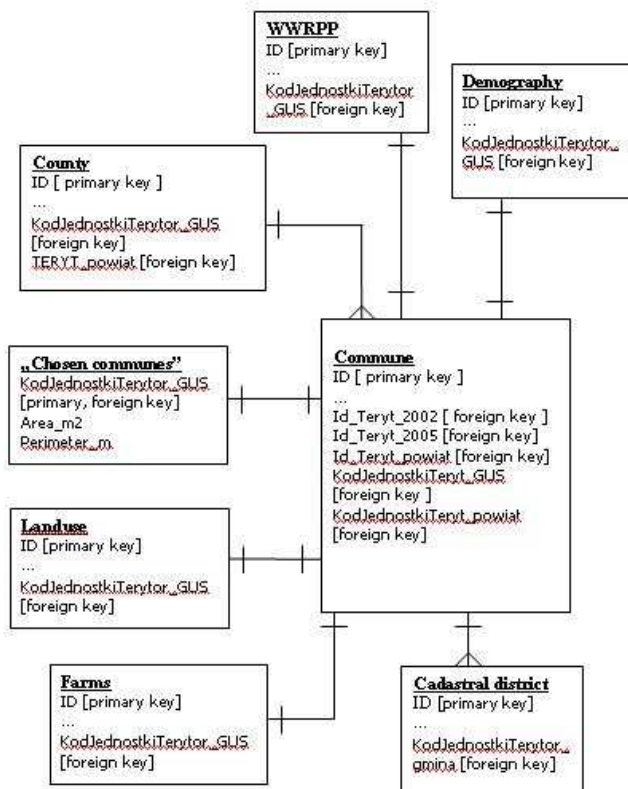 WWRPP
ID [primary key]
...
KodJednostkiTerytor
_GUS [foreign key]
Demography
ID [primary key]
...
KodJednostkiTerytor_
GUS [foreign key]
County
ID [ primary key ]
...
KodJednostkiTerytor_GUS
[foreign key]
TERYT_powiat [foreign key]
„Chosen communes”
KodJednostkiTerytor_GUS
[primary, foreign key]
Area_m2
Perimeter_m
Commune
ID [ primary key ]
...
Id_Teryt_2002 [ foreign key ]
Id_Teryt_2005 [foreign key]
Id_Teryt_powiat [foreign key]
KodJednostkiTeryt_GUS
[foreign key ]
KodJednostkiTeryt_powiat
[foreign key]
Landuse
ID [primary key]
...
KodJednostkiTerytor_GUS
[foreign key]
Farms
ID [primary key]
...
KodJednostkiTerytor_GUS
[foreign key]
Cadastral district
ID [primary key]
...
KodJednostkiTerytor_
gmina [foreign key]